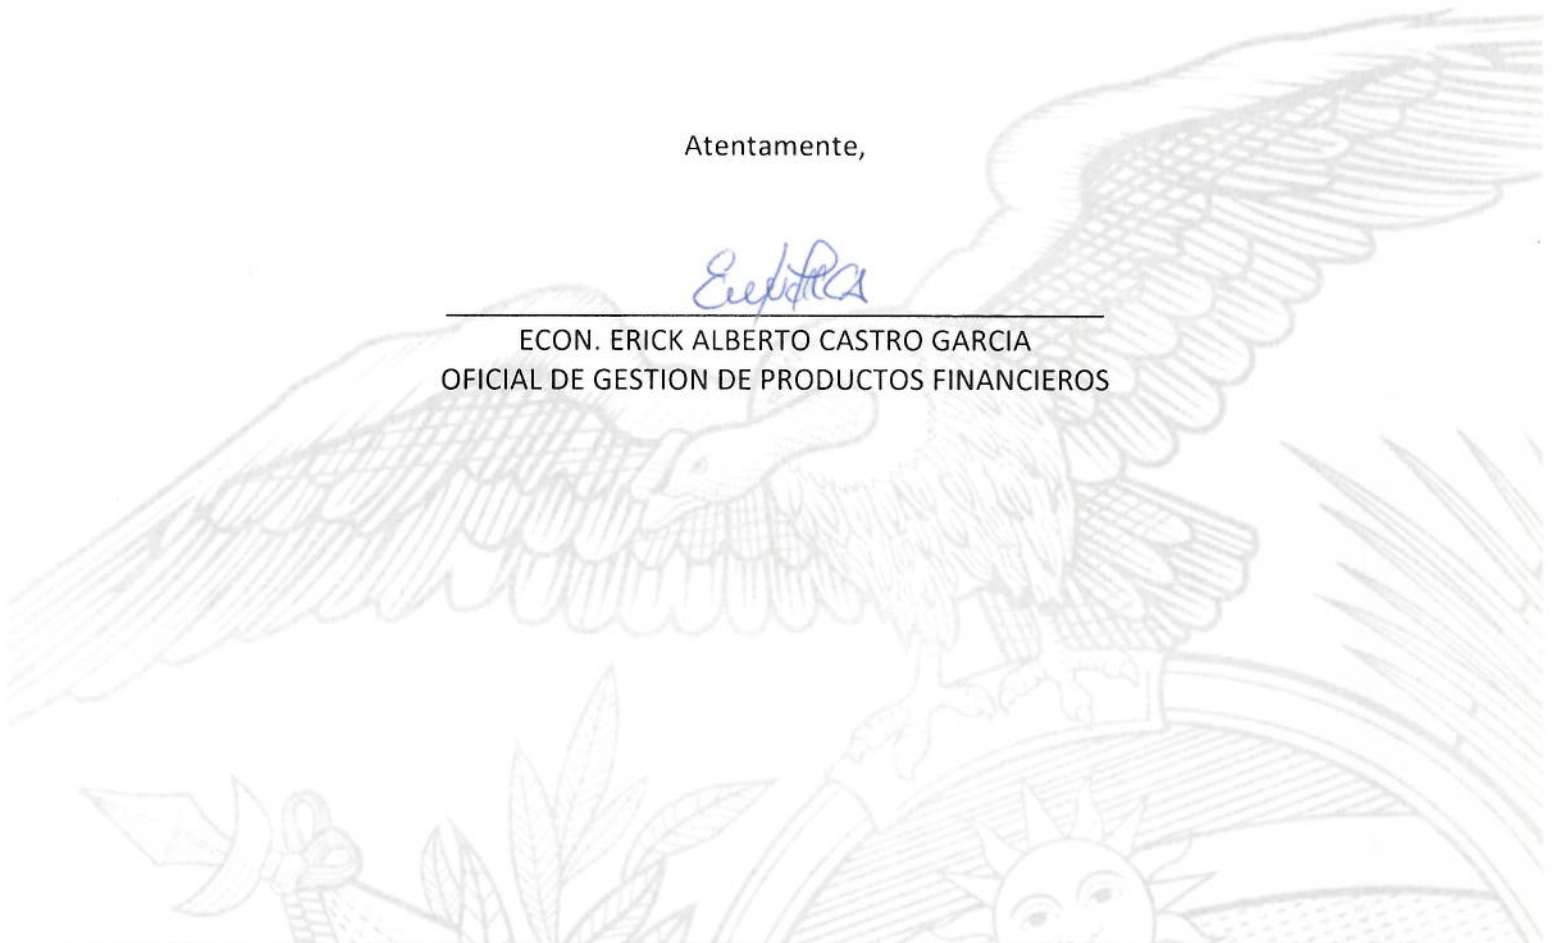 Atentamente,
ECON. ERICK ALBERTO CASTRO GARCIA
OFICIAL DE GESTION DE PRODUCTOS FINANCIEROS